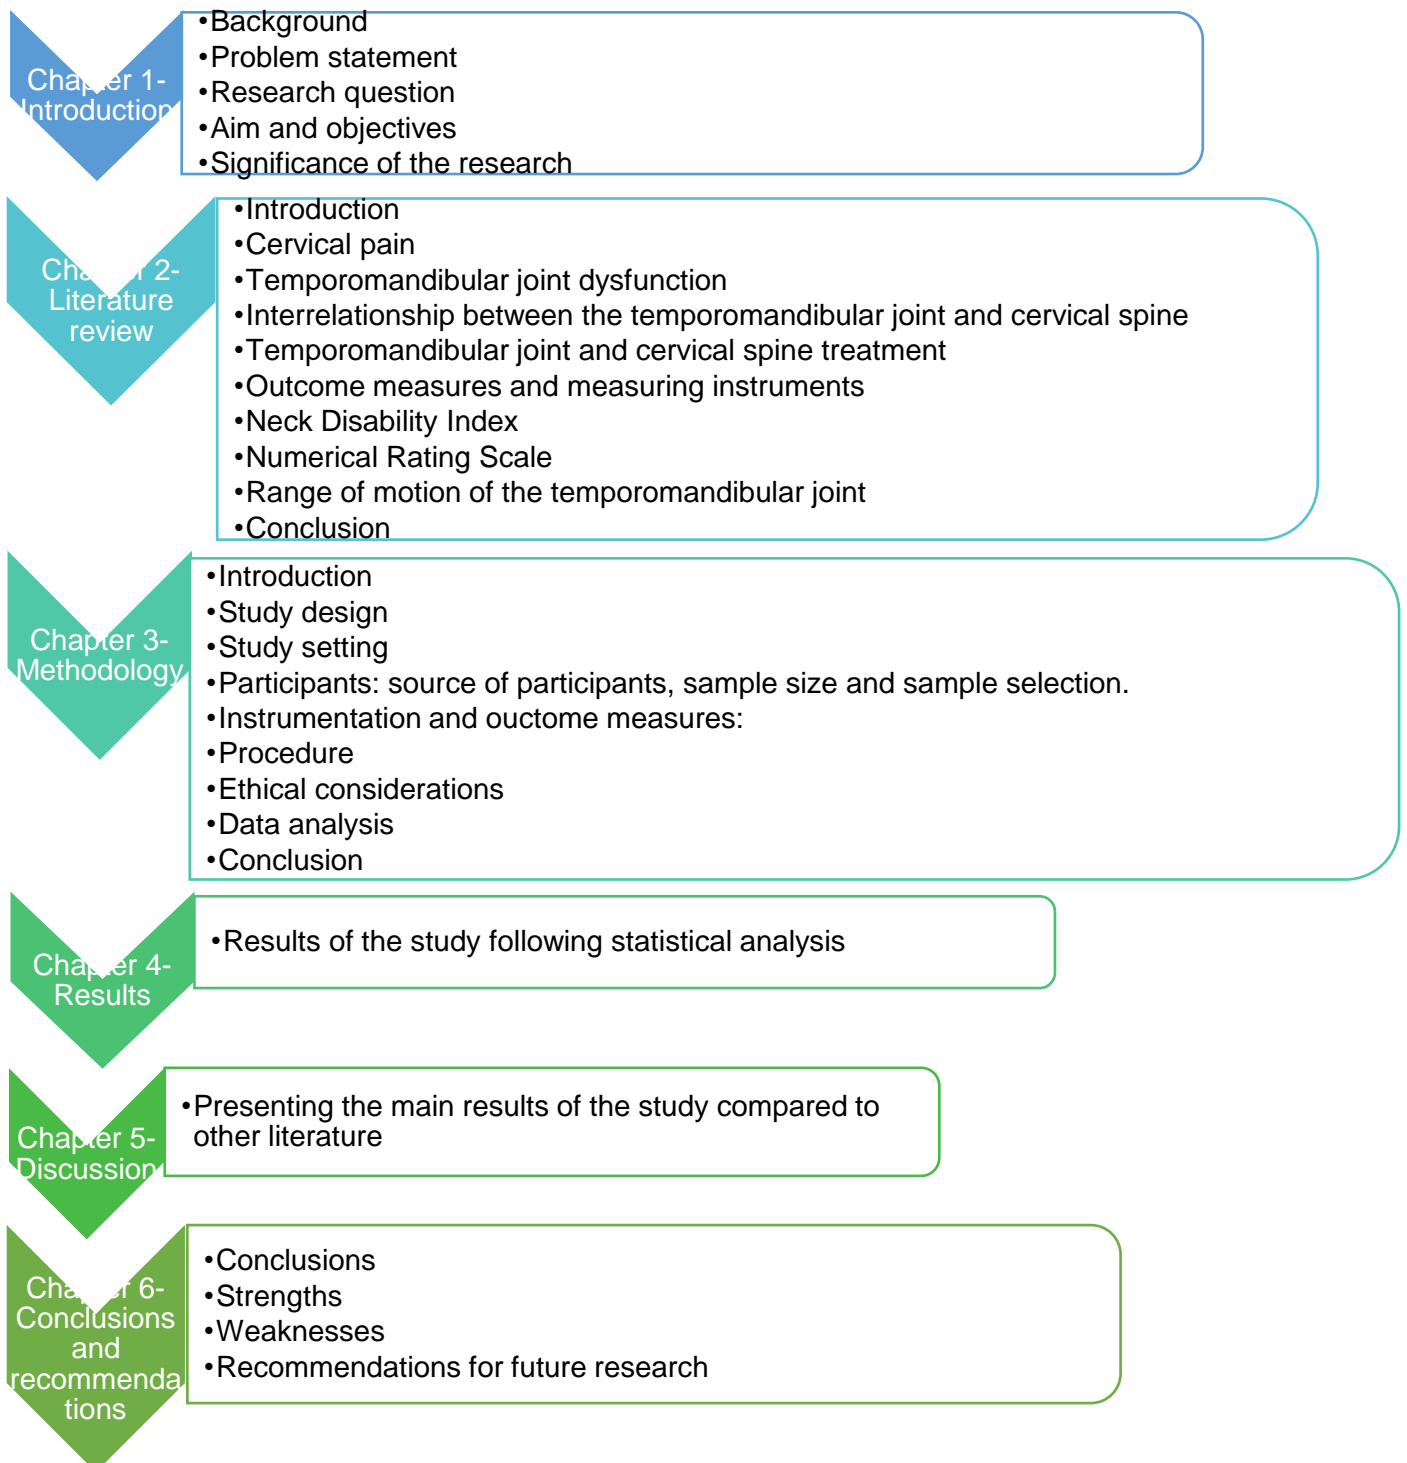 Chapter 1-
Introduction
•Background
•Problem statement
•Research question
•Aim and objectives
•Significance of the research
Chapter 2-
Literature
review
•Introduction
•Cervical pain
•Temporomandibular joint dysfunction
•Interrelationship between the temporomandibular joint and cervical spine
•Temporomandibular joint and cervical spine treatment
•Outcome measures and measuring instruments
•Neck Disability Index
•Numerical Rating Scale
•Range of motion of the temporomandibular joint
•Conclusion
Chapter 3-
Methodology
•Introduction
•Study design
•Study setting
•Participants: source of participants, sample size and sample selection.
•Instrumentation and ouctome measures:
•Procedure
•Ethical considerations
•Data analysis
•Conclusion
Chapter 4-
Results
•Results of the study following statistical analysis
Chapter 5-
Discussion
•Presenting the main results of the study compared to
other literature
Chapter 6-
Conclusions
and
recommenda
tions
•Conclusions
•Strengths
•Weaknesses
•Recommendations for future research